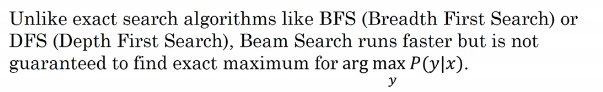 Unlike exact search algorithms like BFS (Breadth First Search) or
DFS (Depth First Search), Beam Search runs faster but is not
guaranteed to find exact maximum for arg max P(y|x).
y